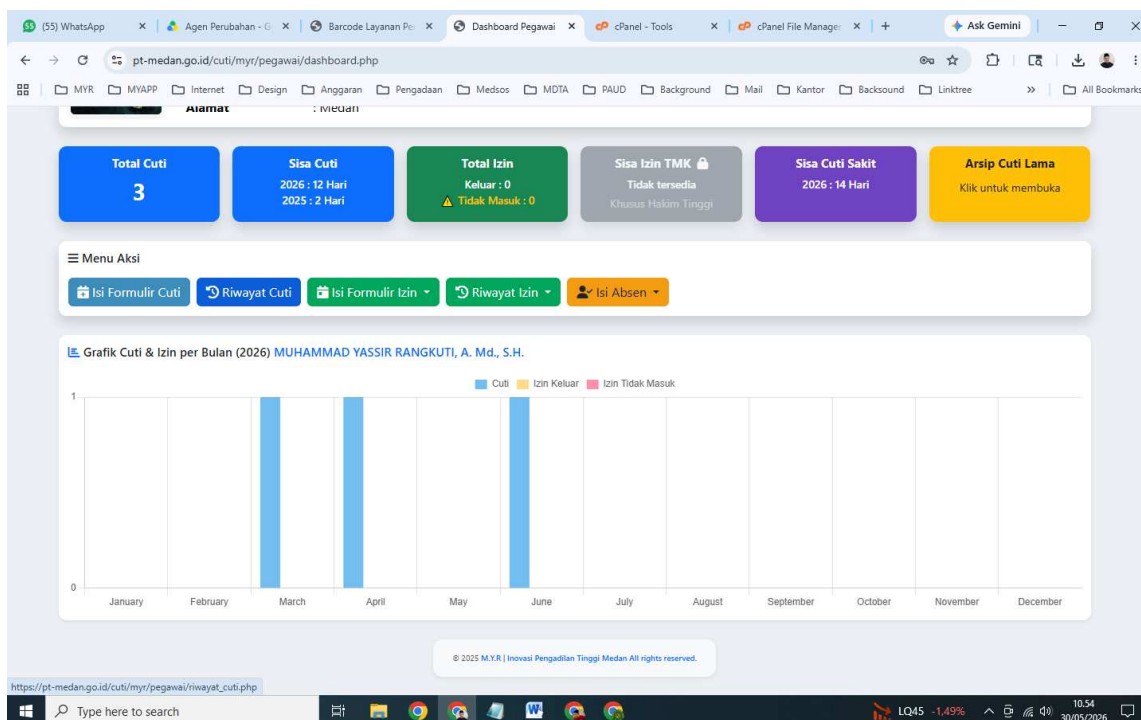 (55) WhatsApp
Agen Perubahan - G
Barcode Layanan Pe
Dashboard Pegawai
cPanel - Tools
cPanel File Manage
Ask Gemini
pt-medan.go.id/cuti/myr/pegawai/dashboard.php
MYR MYAPP Internet Design Anggaran Pengadaan Medsos MDTA PAUD Background Mail Kantor Backsound Linktree » All Bookmarks
Alamat : Medan
Total Cuti
3
Sisa Cuti
2026 : 12 Hari
2025 : 2 Hari
Total Izin
Keluar : 0
Tidak Masuk : 0
Sisa Izin TMK
Tidak tersedia
Khusus Hakim Tinggi
Sisa Cuti Sakit
2026 : 14 Hari
Arsip Cuti Lama
Klik untuk membuka
Menu Aksi
Isi Formulir Cuti
Riwayat Cuti
Isi Formulir Izin
Riwayat Izin
Isi Absen
Grafik Cuti & Izin per Bulan (2026) MUHAMMAD YASSIR RANGKUTI, A. Md., S.H.
Cuti Izin Keluar Izin Tidak Masuk
1
0
January February March April May June July August September October November December
© 2025 M.Y.R | Inovasi Pengadilan Tinggi Medan All rights reserved.
https://pt-medan.go.id/cuti/myr/pegawai/riwayat_cuti.php
Type here to search
LQ45 -1,49%
10.54
30/05/2026